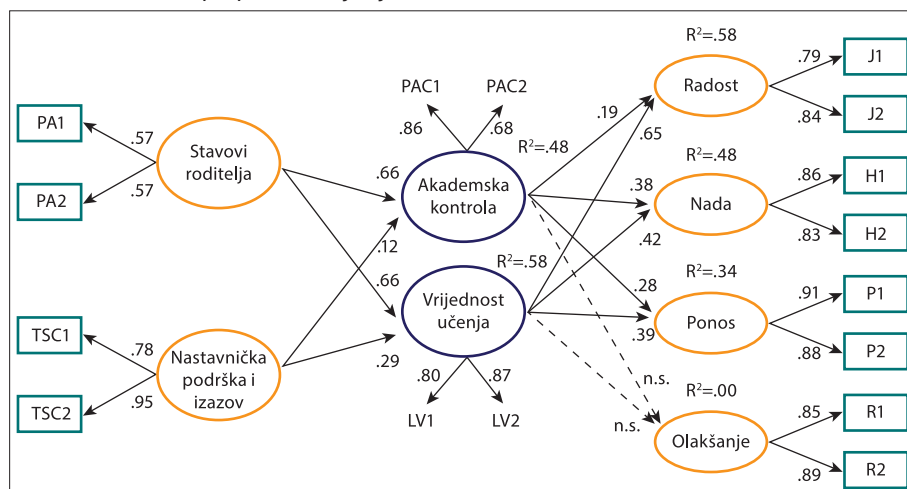 PA1
PA2
.57
.57
Stavovi
roditelja
TSC1
TSC2
.78
.95
Nastavnička
podrška i
izazov
.66
.12
.66
.29
PAC1
PAC2
.86
.68
R²=.48
Akademska
kontrola
R²=.58
Vrijednost
učenja
.80
.87
LV1
LV2
.19
.65
.38
.42
.28
.39
n.s.
n.s.
R²=.58
Radost
.79
.84
J1
J2
R²=.48
Nada
.86
.83
H1
H2
R²=.34
Ponos
.91
.88
P1
P2
R²=.00
Olakšanje
.85
.89
R1
R2